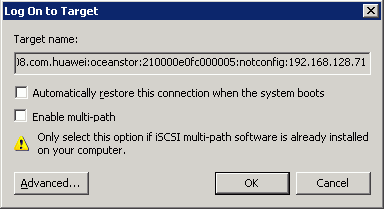 Log On to Target
Target name:
08.com.huawei:oceanstor:210000e0fc000005:notconfig:192.168.128.71
Automatically restore this connection when the system boots
Enable multi-path
Only select this option if iSCSI multi-path software is already installed
on your computer.
Advanced...
OK
Cancel